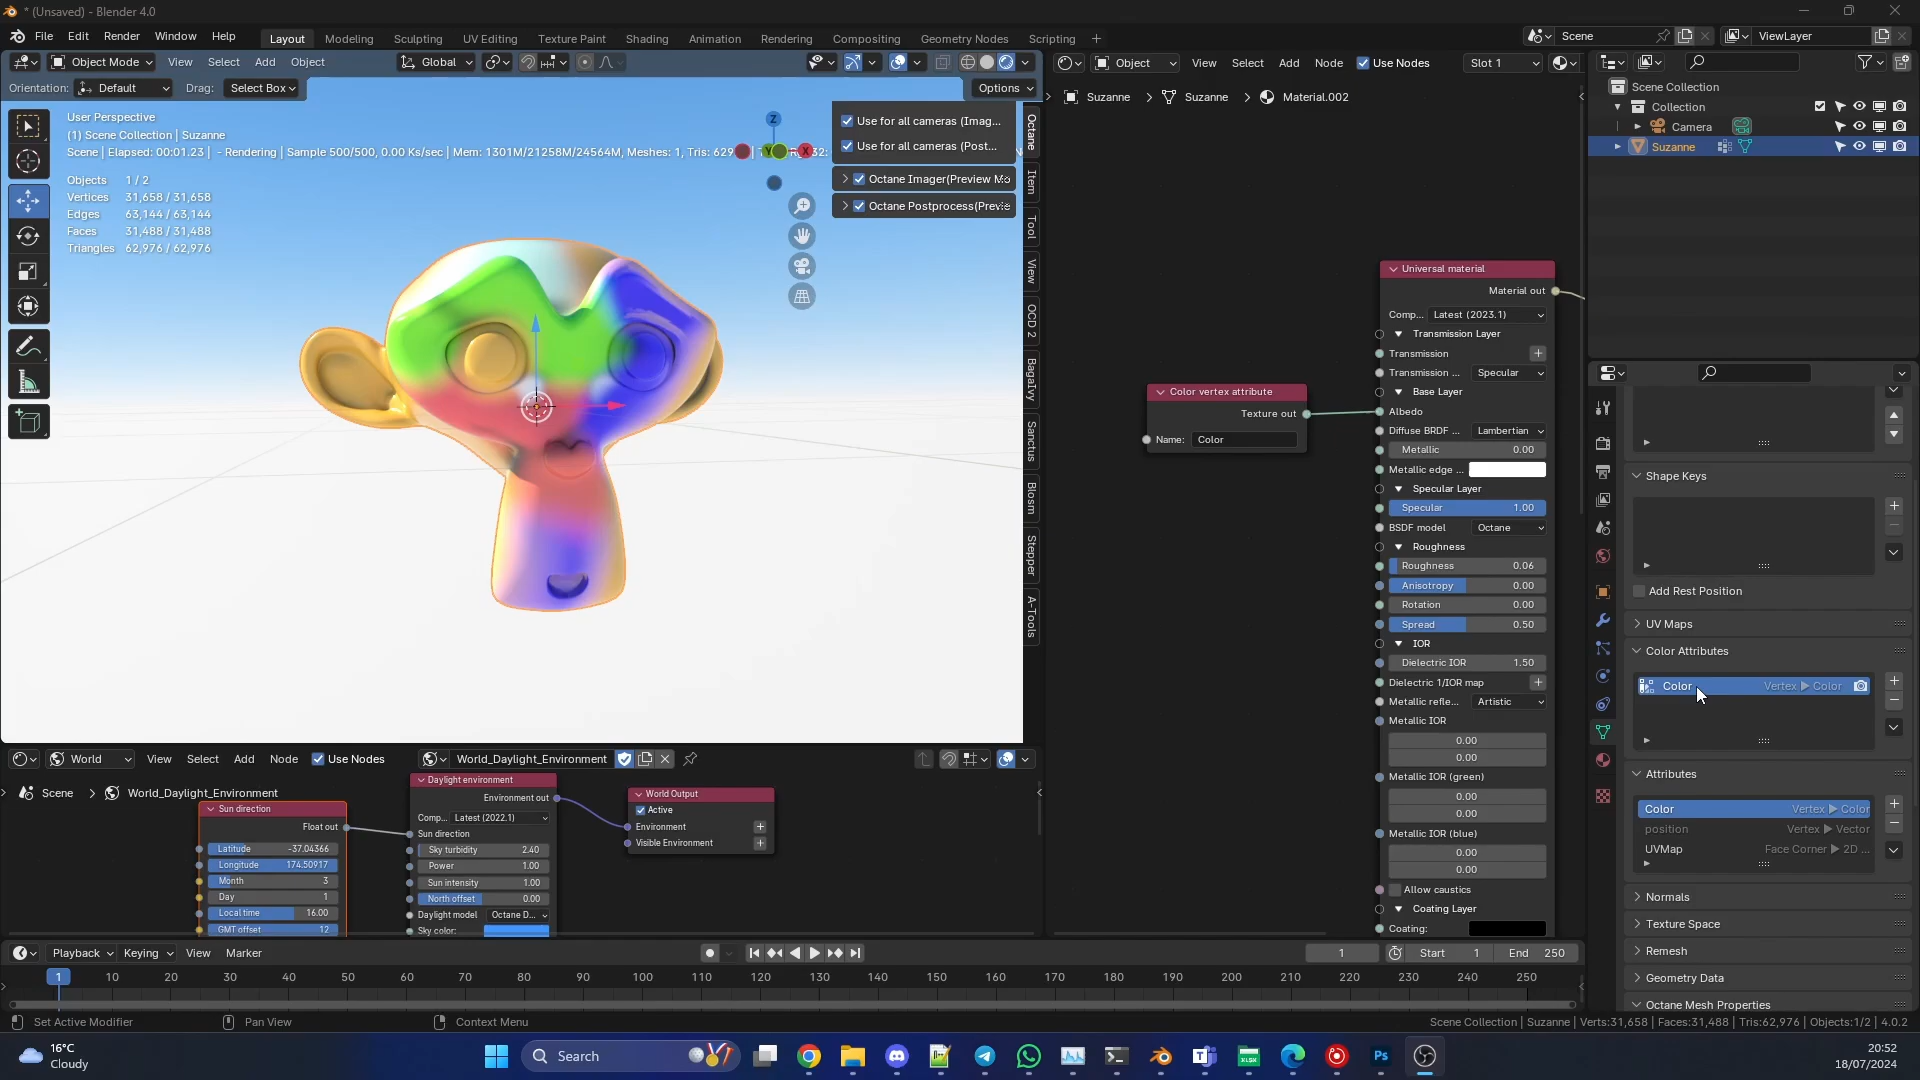 * (Unsaved) - Blender 4.0
File Edit Render Window Help
Layout Modeling Sculpting UV Editing Texture Paint Shading Animation Rendering Compositing Geometry Nodes Scripting +
Scene
ViewLayer
Object Mode View Select Add Object Global
Object View Select Add Node Use Nodes Slot 1
Orientation: Default Drag: Select Box Options
Suzanne > Suzanne > Material.002
User Perspective
(1) Scene Collection | Suzanne
Scene | Elapsed: 00:01.23 | - Rendering | Sample 500/500, 0.00 Ks/sec | Mem: 1301M/21258M/24564M, Meshes: 1, Tris: 629
Objects 1 / 2
Vertices 31,658 / 31,658
Edges 63,144 / 63,144
Faces 31,488 / 31,488
Triangles 62,976 / 62,976
Z
Y
X
Use for all cameras (Imag...
Use for all cameras (Post...
Octane Imager(Preview Mo
Octane Postprocess(Previe
Octane
Item
Tool
View
OCD 2
BagaIvy
Sanctus
Blosm
Stepper
A-Tools
Color vertex attribute
Texture out
Name: Color
Universal material
Material out
Comp... Latest (2023.1)
Transmission Layer
Transmission
Transmission ... Specular
Base Layer
Albedo
Diffuse BRDF ... Lambertian
Metallic 0.00
Metallic edge ...
Specular Layer
Specular 1.00
BSDF model Octane
Roughness
Roughness 0.06
Anisotropy 0.00
Rotation 0.00
Spread 0.50
IOR
Dielectric IOR 1.50
Dielectric 1/IOR map
Metallic refle... Artistic
Metallic IOR
0.00
0.00
Metallic IOR (green)
0.00
0.00
Metallic IOR (blue)
0.00
0.00
Allow caustics
Coating Layer
Coating:
Scene Collection
Collection
Camera
Suzanne
Shape Keys
Add Rest Position
UV Maps
Color Attributes
Color Vertex ▶ Color
Attributes
Color Vertex ▶ Color
position Vertex ▶ Vector
UVMap Face Corner ▶ 2D ...
Normals
Texture Space
Remesh
Geometry Data
Octane Mesh Properties
World View Select Add Node Use Nodes World_Daylight_Environment
Scene > World_Daylight_Environment
Sun direction
Float out
Latitude -37.04366
Longitude 174.50917
Month 3
Day 1
Local time 16.00
GMT offset 12
Daylight environment
Environment out
Comp... Latest (2022.1)
Sun direction
Sky turbidity 2.40
Power 1.00
Sun intensity 1.00
North offset 0.00
Daylight model Octane D...
Sky color:
World Output
Active
Environment
Visible Environment
Playback Keying View Marker
1 Start 1 End 250
1 10 20 30 40 50 60 70 80 90 100 110 120 130 140 150 160 170 180 190 200 210 220 230 240 250
Set Active Modifier Pan View Context Menu
Scene Collection | Suzanne | Verts:31,658 | Faces:31,488 | Tris:62,976 | Objects:1/2 | 4.0.2
16°C
Cloudy
Search
20:52
18/07/2024